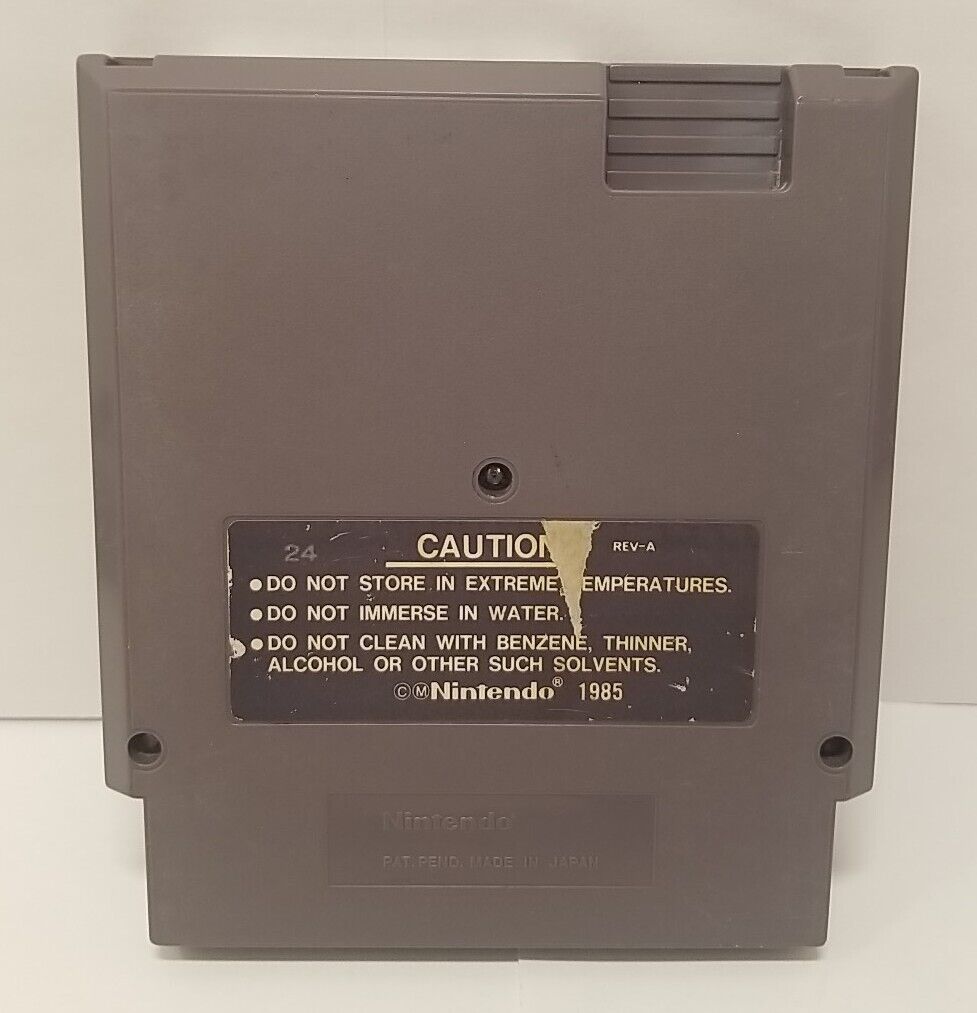 24
CAUTIO
REV-A
●DO NOT STORE IN EXTREME EMPERATURES.
●DO NOT IMMERSE IN WATER.
●DO NOT CLEAN WITH BENZENE, THINNER,
ALCOHOL OR OTHER SUCH SOLVENTS.
©ⓂNintendo® 1985
Nintendo®
PAT. PEND. MADE IN JAPAN